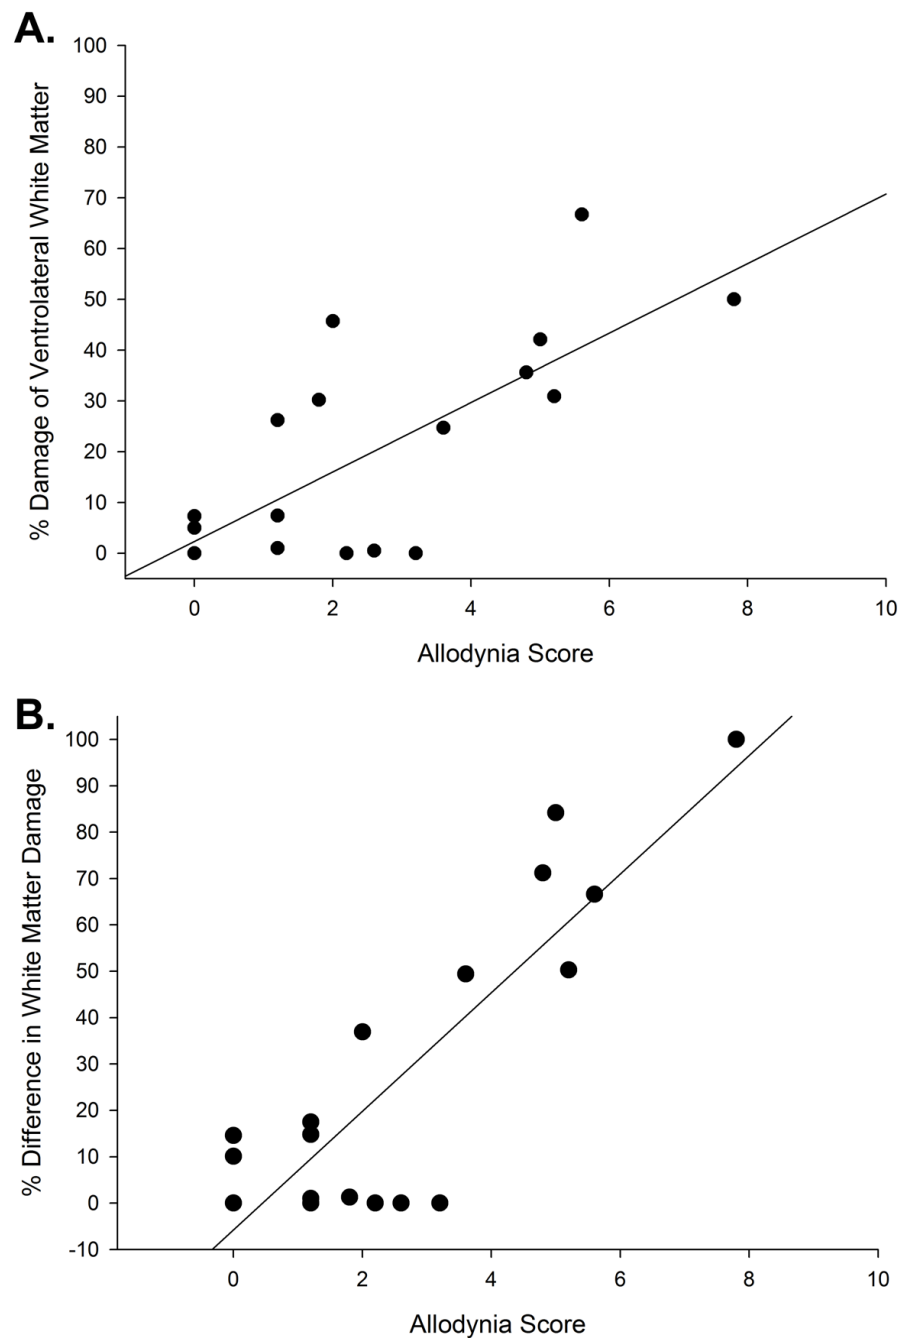 A.
% Damage of Ventrolateral White Matter
100
90
80
70
60
50
40
30
20
10
0
0 2 4 6 8 10
Allodynia Score
B.
% Difference in White Matter Damage
100
90
80
70
60
50
40
30
20
10
0
-10
0 2 4 6 8 10
Allodynia Score